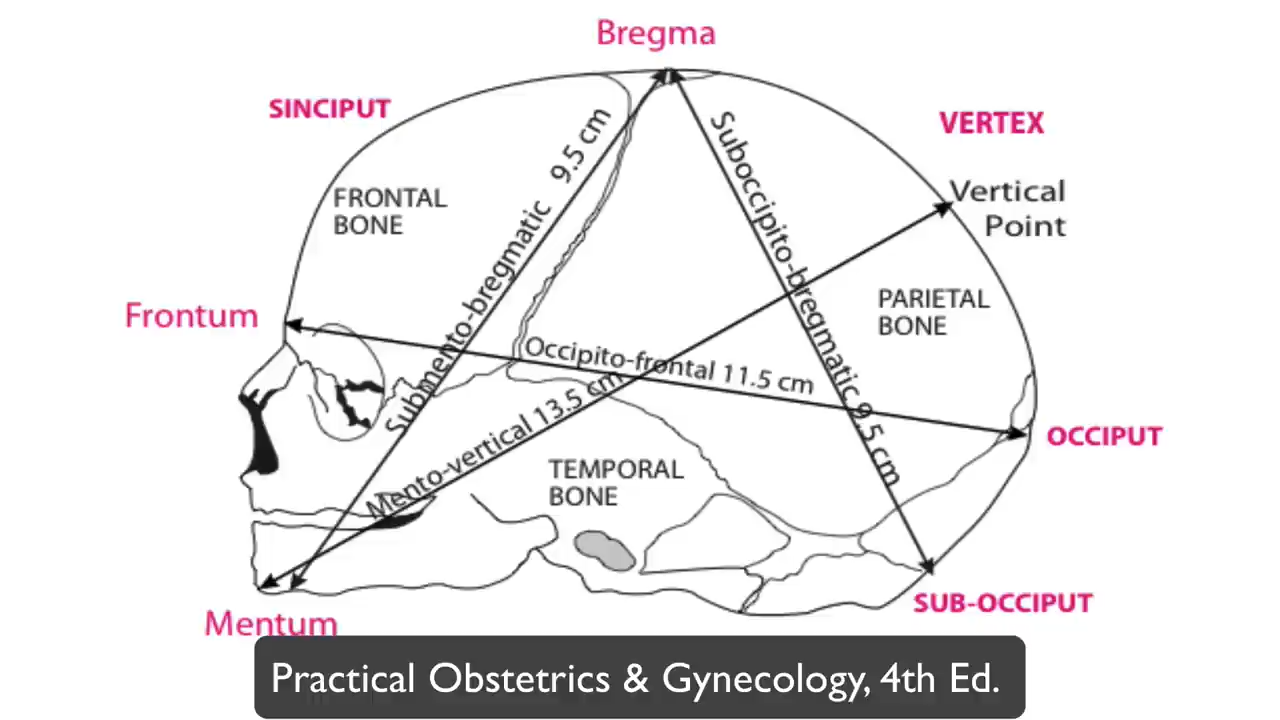 Bregma
SINCIPUT
VERTEX
FRONTAL
BONE
Submento-bregmatic 9.5 cm
Suboccipito-bregmatic 9.5 cm
Vertical
Point
PARIETAL
BONE
Frontum
Occipito-frontal 11.5 cm
Mento-vertical 13.5 cm
OCCIPUT
TEMPORAL
BONE
SUB-OCCIPUT
Mentum
Practical Obstetrics & Gynecology, 4th Ed.